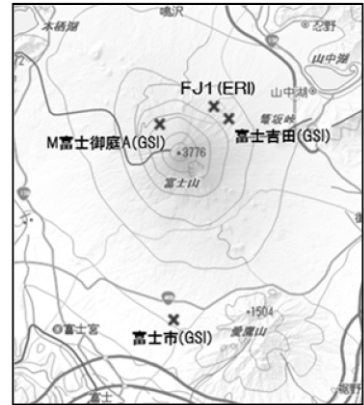 鳴沢
忍野
本栖湖
山中湖
山中湖
FJ1(ERI)
籠坂峠
M富士御庭A(GSI)
富士吉田(GSI)
3776
富士山
1504
富士宮
富士市(GSI)
愛鷹山
富士
裾野